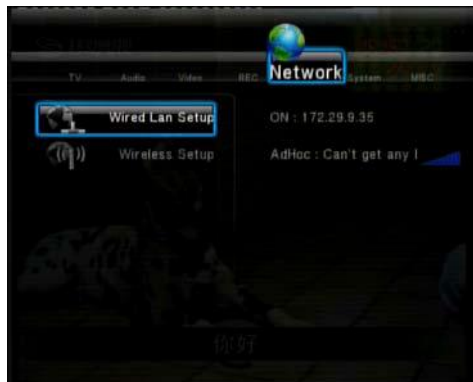 TV Audio Video REC Network System MISC
Wired Lan Setup ON : 172.29.9.35
Wireless Setup AdHoc : Can't get any I
你好